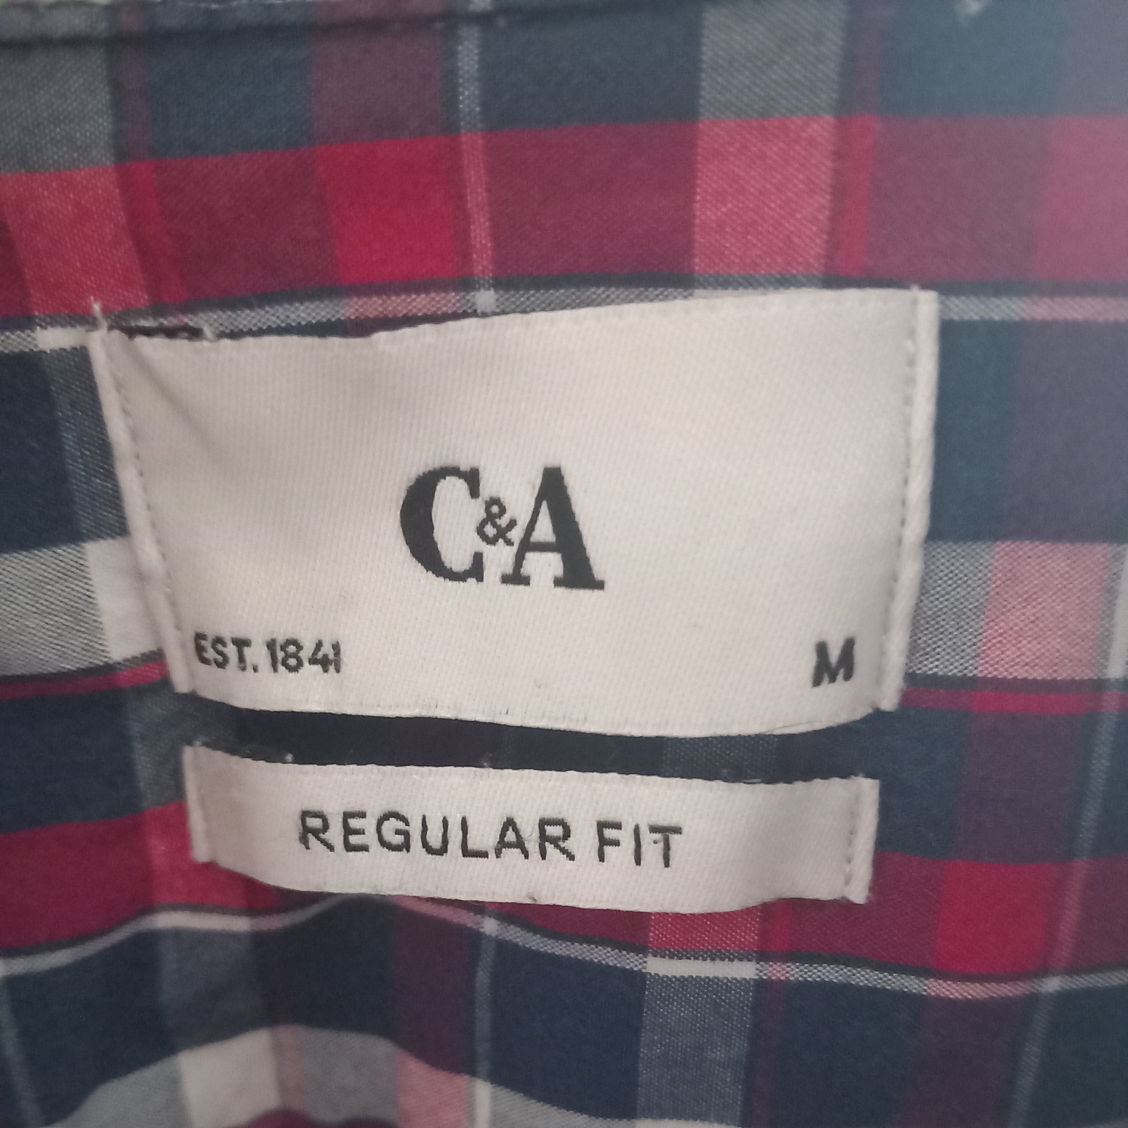 C&A
EST. 1841 M
REGULAR FIT